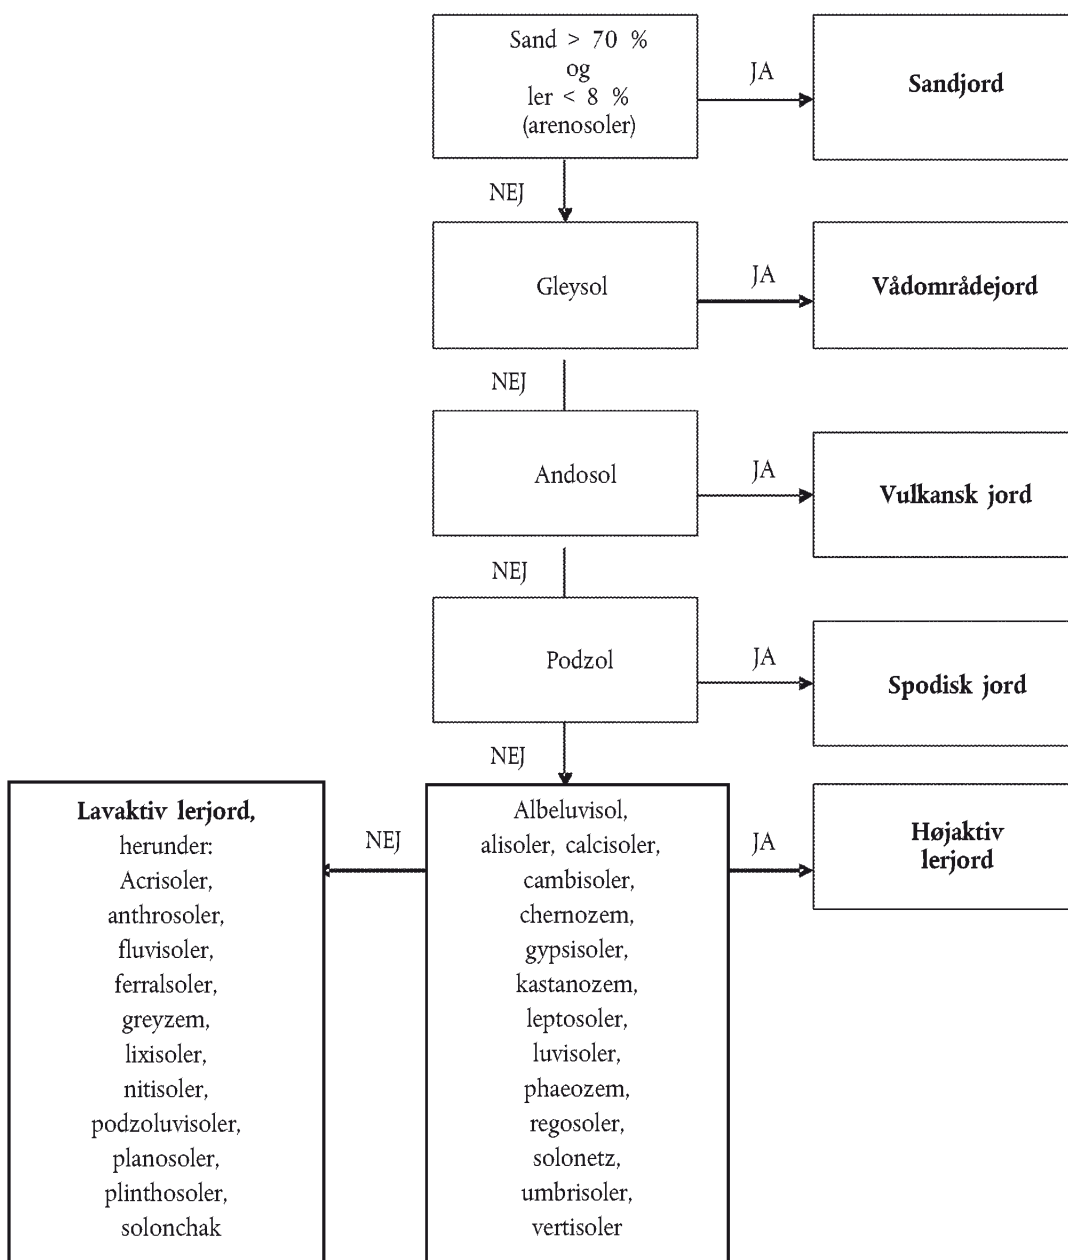 Sand > 70 %
og
ler < 8 %
(arenosoler)
JA
Sandjord
NEJ
Gleysol
JA
Vådområdejord
NEJ
Andosol
JA
Vulkansk jord
NEJ
Podzol
JA
Spodisk jord
NEJ
Lavaktiv lerjord,
herunder:
Acrisoler,
anthrosoler,
fluvisoler,
ferralsoler,
greyzem,
lixisoler,
nitisoler,
podzoluvisoler,
planosoler,
plinthosoler,
solonchak
NEJ
Albeluvisol,
alisoler, calcisoler,
cambisoler,
chernozem,
gypsisoler,
kastanozem,
leptosoler,
luvisoler,
phaeozem,
regosoler,
solonetz,
umbrisoler,
vertisoler
JA
Højaktiv
lerjord